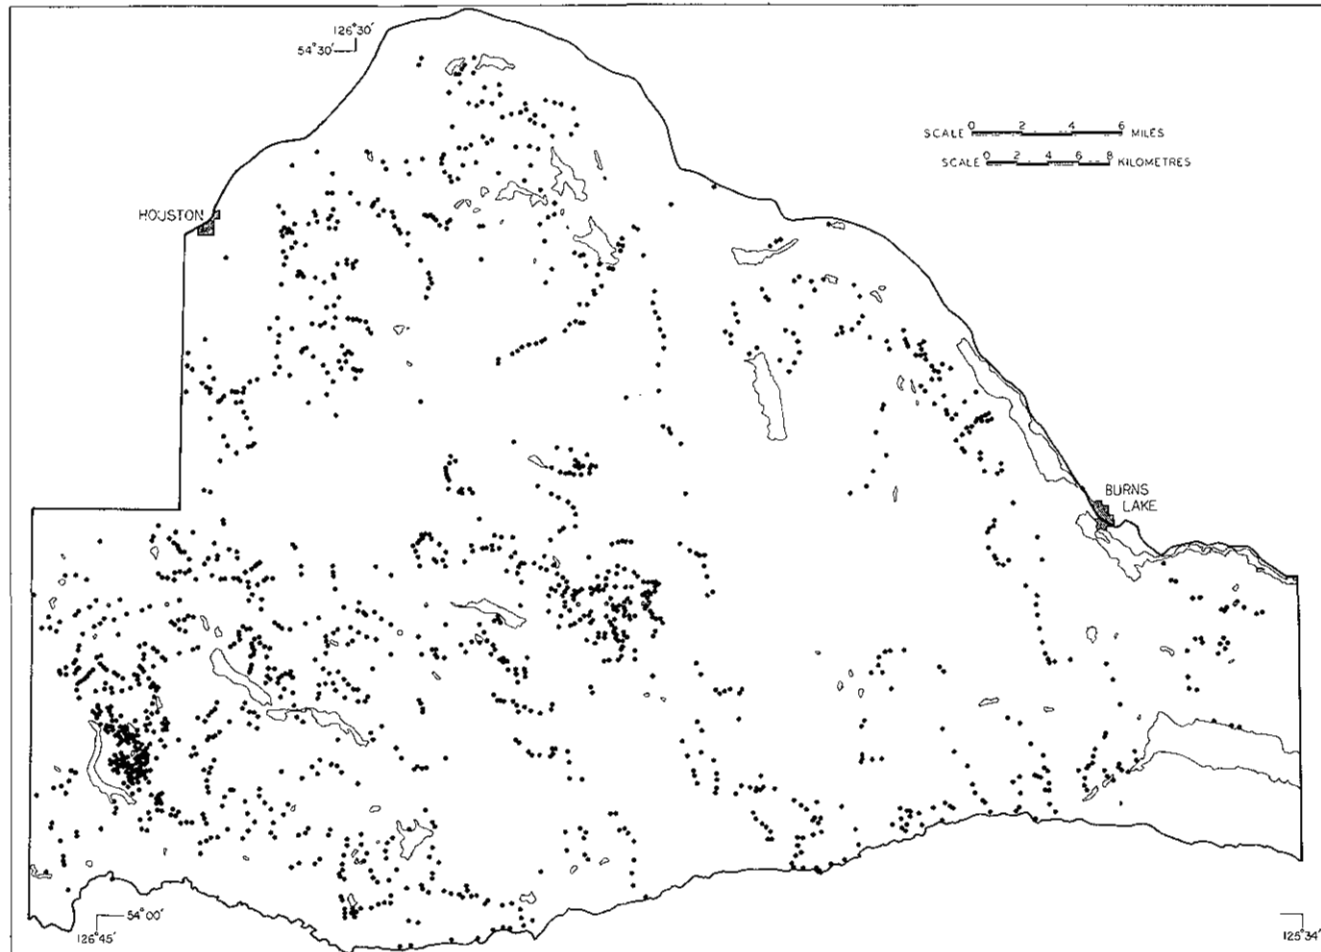 126°30'
54°30'
0 2 4 6
SCALE MILES
0 2 4 6 8
SCALE KILOMETRES
HOUSTON
BURNS
LAKE
54°00'
126°45'
125°34'